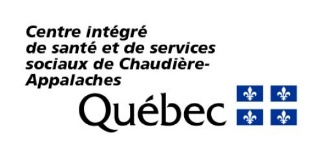 Centre intégré
de santé et de services
sociaux de Chaudière-
Appalaches
Québec